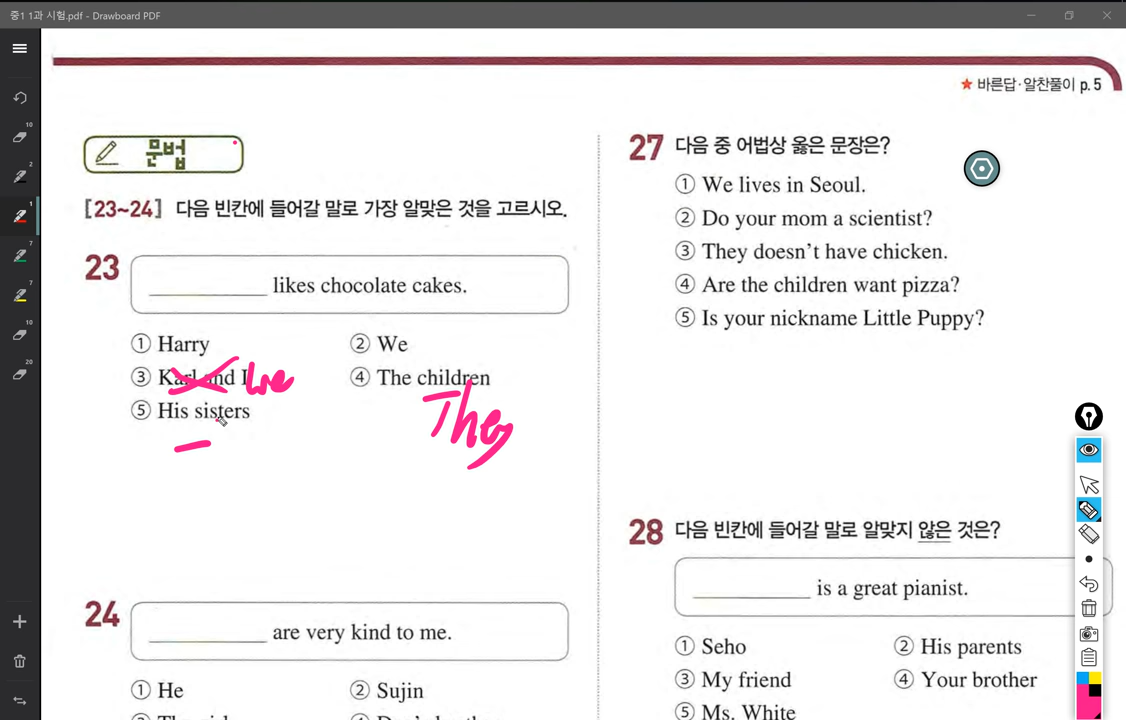 중1 1과 시험.pdf - Drawboard PDF
★ 바른답·알찬풀이 p. 5
문법
[23~24] 다음 빈칸에 들어갈 말로 가장 알맞은 것을 고르시오.
23
__________ likes chocolate cakes.
① Harry ② We
③ Karl and I We ④ The children
They
⑤ His sisters
24
__________ are very kind to me.
① He ② Sujin
27 다음 중 어법상 옳은 문장은?
① We lives in Seoul.
② Do your mom a scientist?
③ They doesn't have chicken.
④ Are the children want pizza?
⑤ Is your nickname Little Puppy?
28 다음 빈칸에 들어갈 말로 알맞지 않은 것은?
__________ is a great pianist.
① Seho ② His parents
③ My friend ④ Your brother
⑤ Ms. White
10
2
1
7
7
10
20